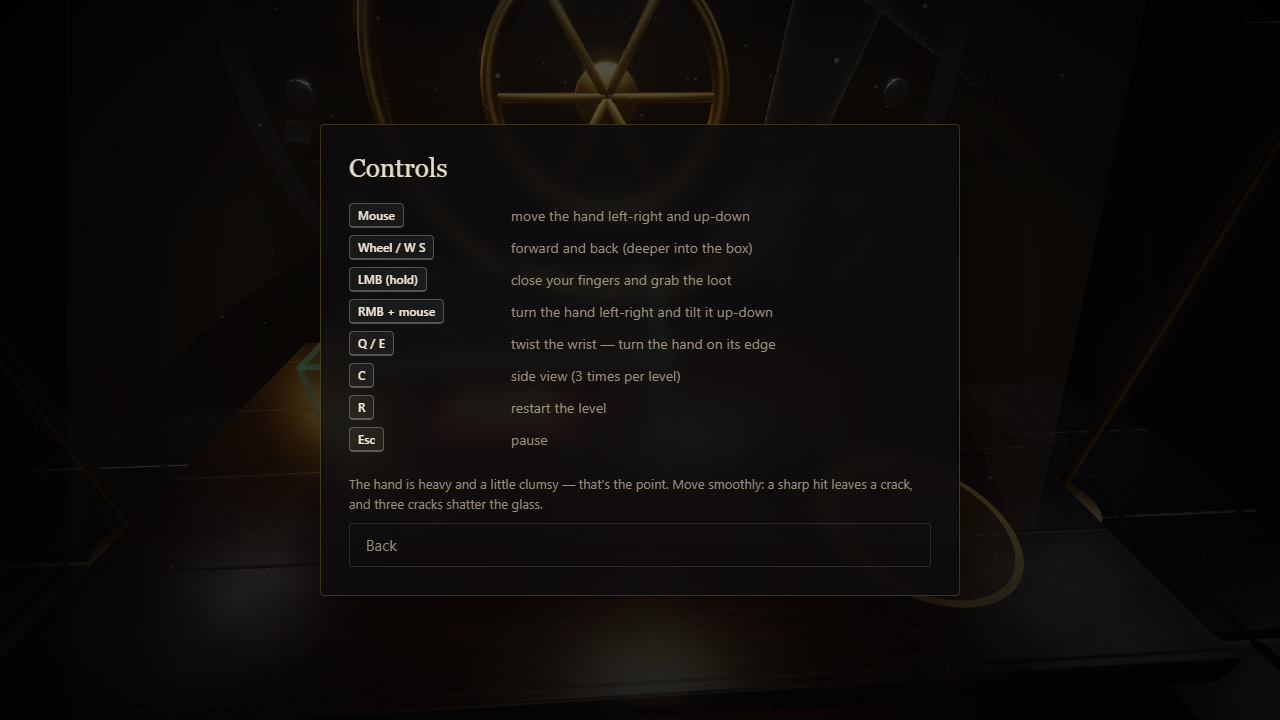 Controls
Mouse move the hand left-right and up-down
Wheel / W S forward and back (deeper into the box)
LMB (hold) close your fingers and grab the loot
RMB + mouse turn the hand left-right and tilt it up-down
Q / E twist the wrist — turn the hand on its edge
C side view (3 times per level)
R restart the level
Esc pause
The hand is heavy and a little clumsy — that's the point. Move smoothly: a sharp hit leaves a crack,
and three cracks shatter the glass.
Back